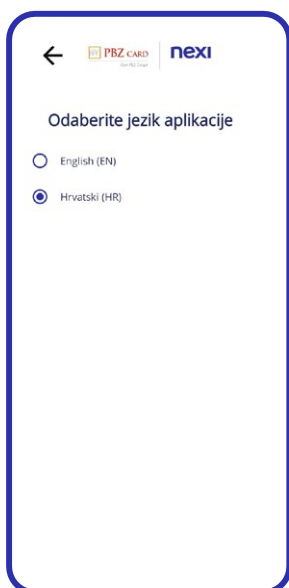 PBZ CARD nexi
Odaberite jezik aplikacije
English (EN)
Hrvatski (HR)